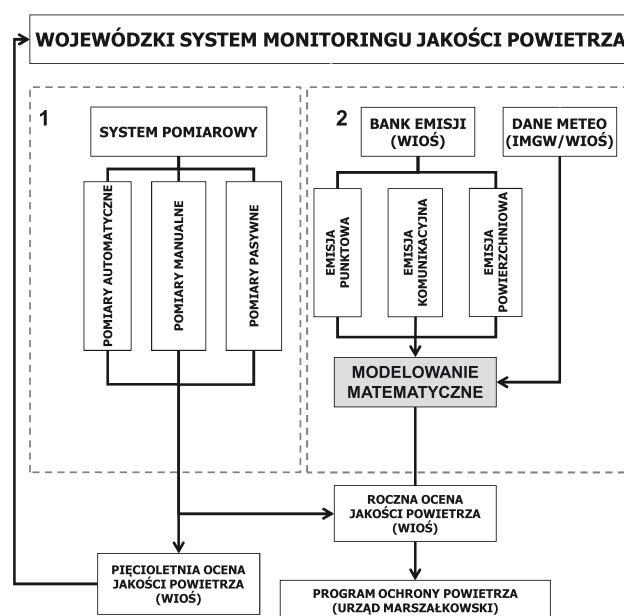 WOJEWÓDZKI SYSTEM MONITORINGU JAKOŚCI POWIETRZA
1
SYSTEM POMIAROWY
POMIARY AUTOMATYCZNE
POMIARY MANUALNE
POMIARY PASYWNE
2
BANK EMISJI
(WIOŚ)
DANE METEO
(IMGW/WIOŚ)
EMISJA
PUNKTOWA
EMISJA
KOMUNIKACYJNA
EMISJA
POWIERZCHNIOWA
MODELOWANIE
MATEMATYCZNE
ROCZNA OCENA
JAKOŚCI POWIETRZA
(WIOŚ)
PIĘCIOLETNIA OCENA
JAKOŚCI POWIETRZA
(WIOŚ)
PROGRAM OCHRONY POWIETRZA
(URZĄD MARSZAŁKOWSKI)